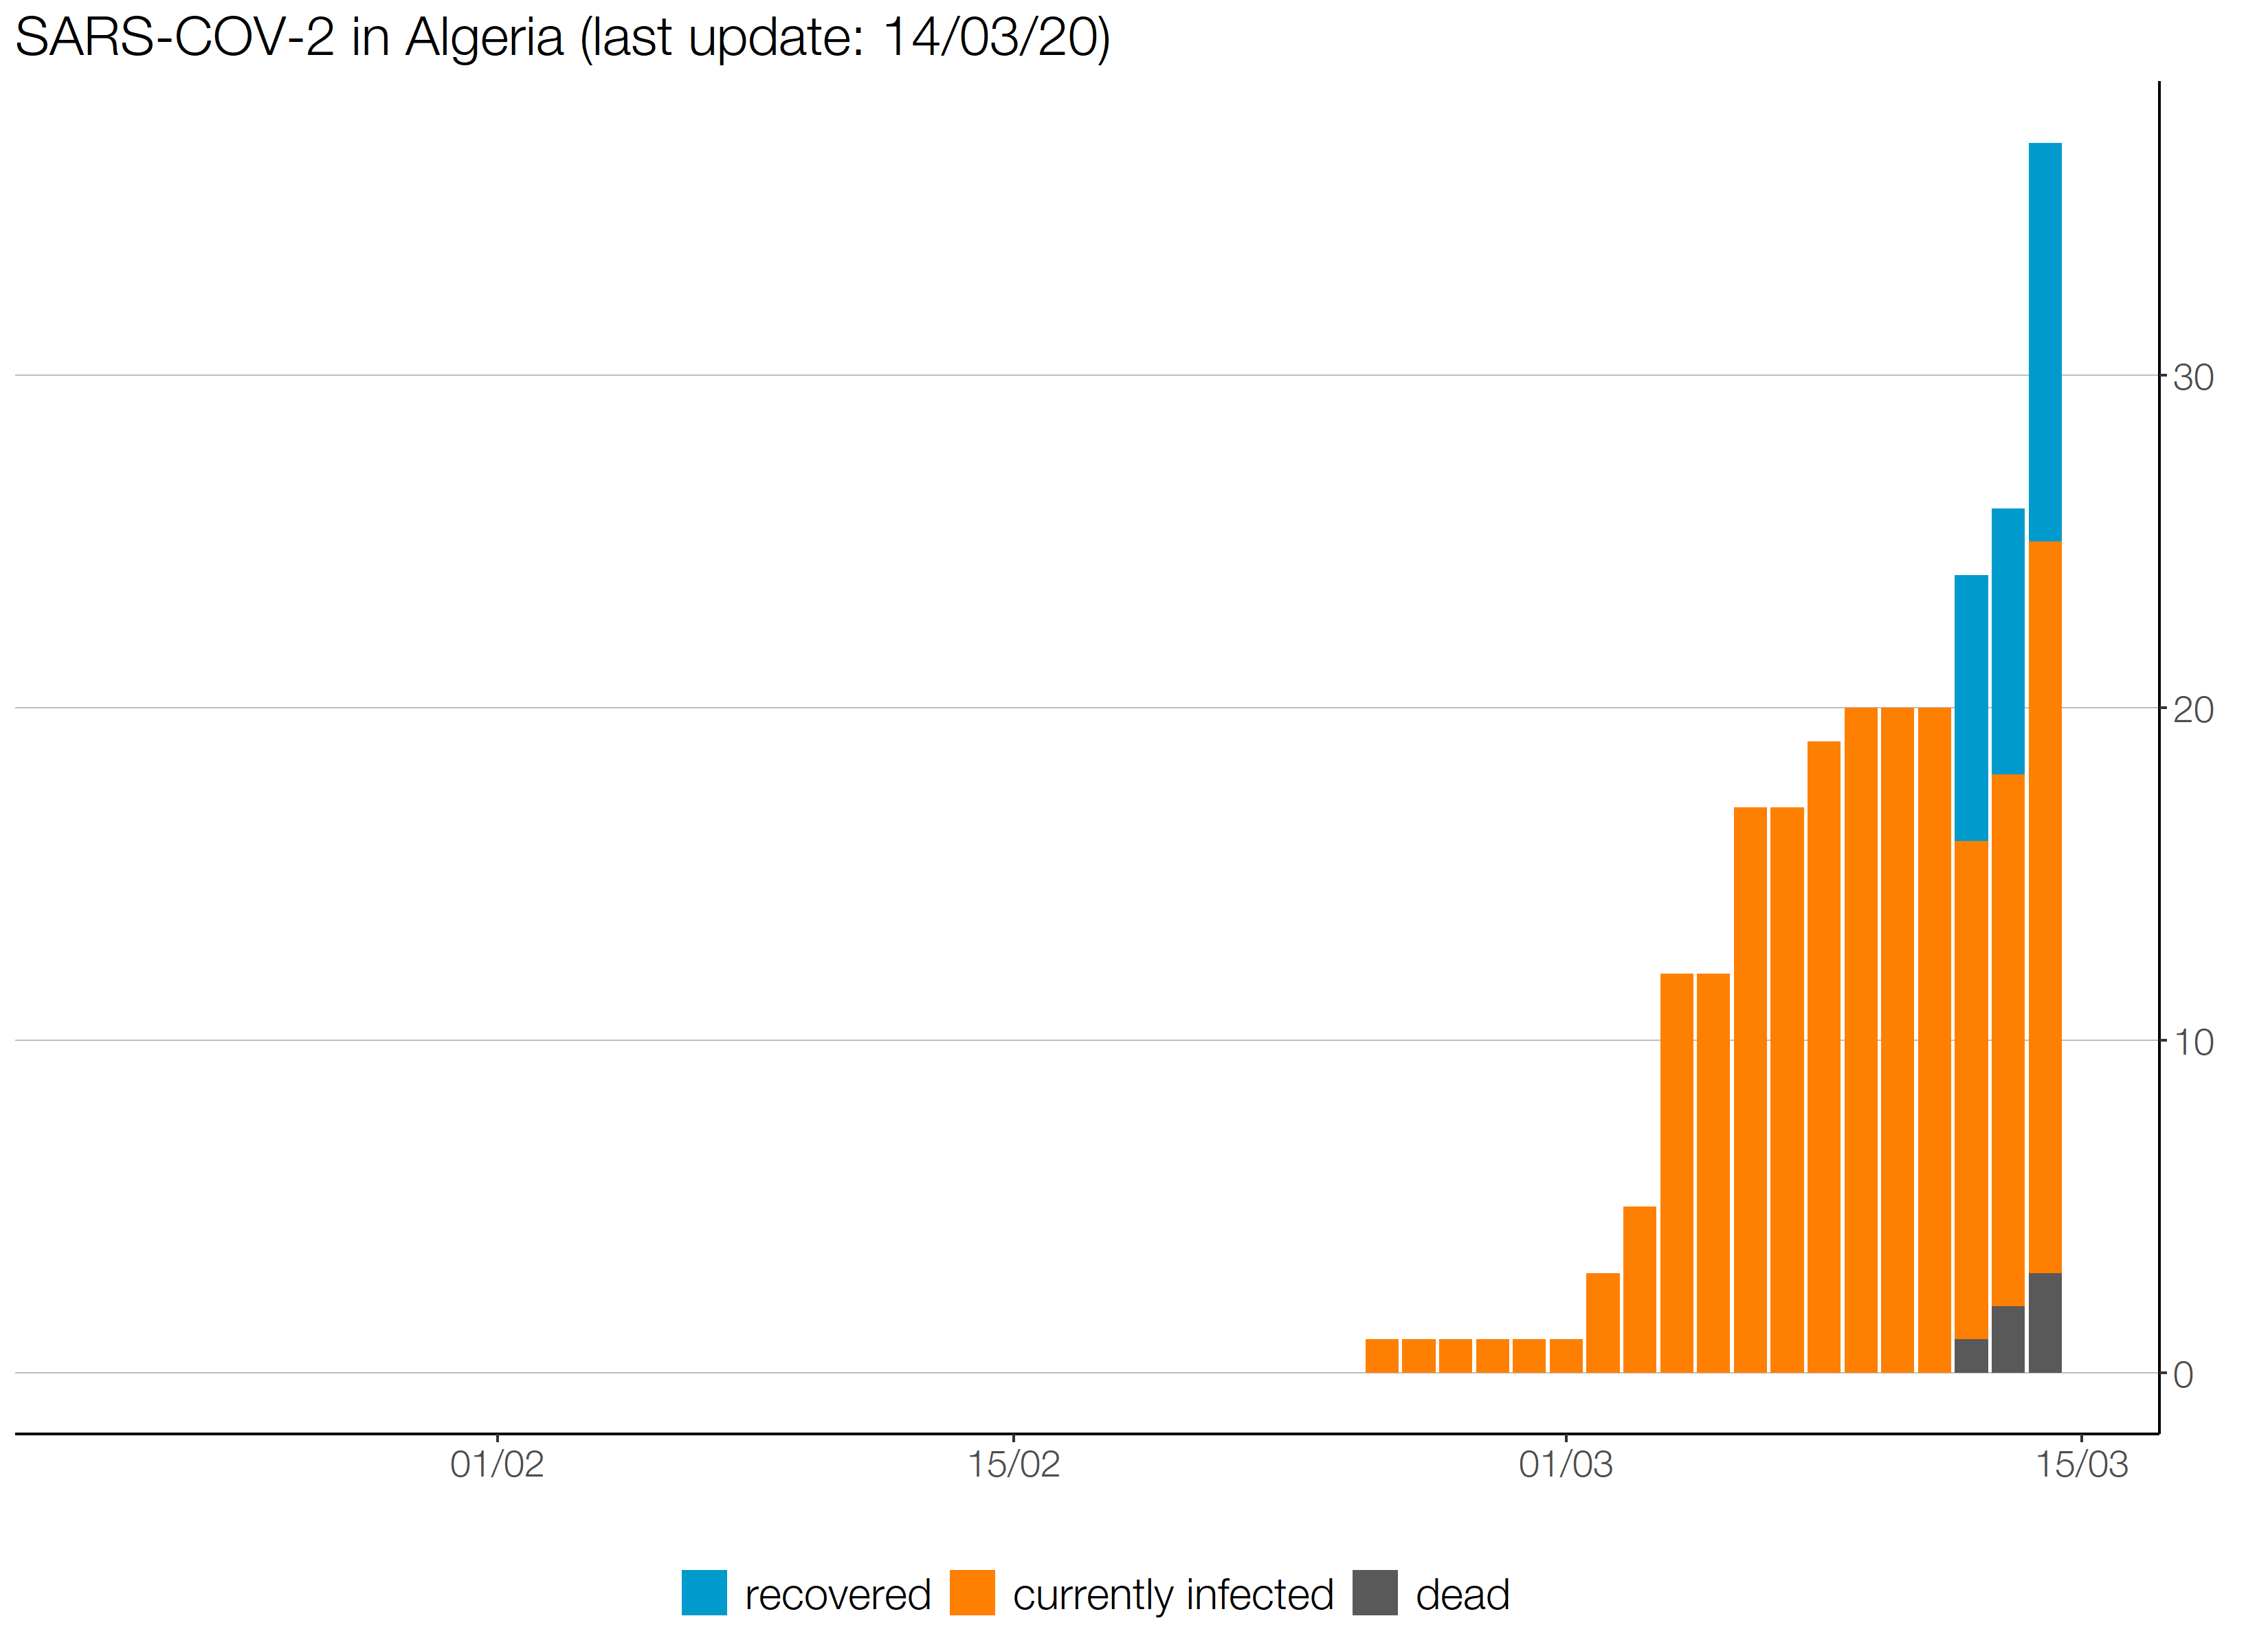 SARS-COV-2 in Algeria (last update: 14/03/20)
30
20
10
0
01/02 15/02 01/03 15/03
recovered currently infected dead